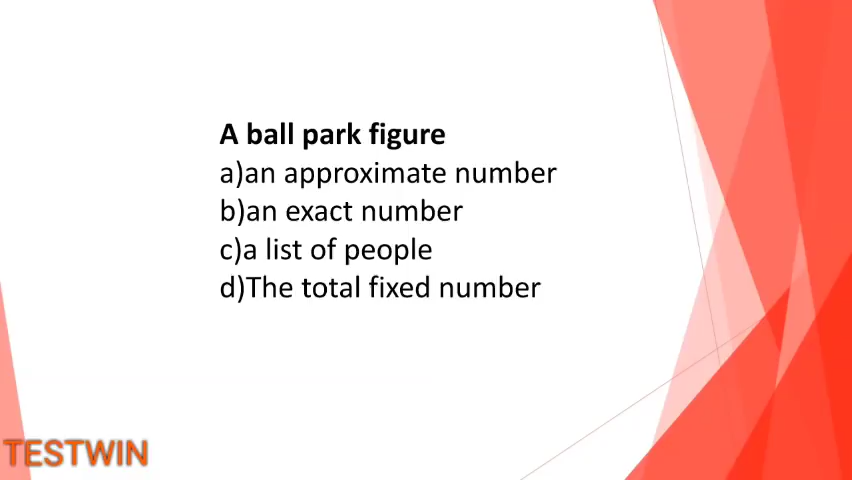 A ball park figure
a)an approximate number
b)an exact number
c)a list of people
d)The total fixed number
TESTWIN